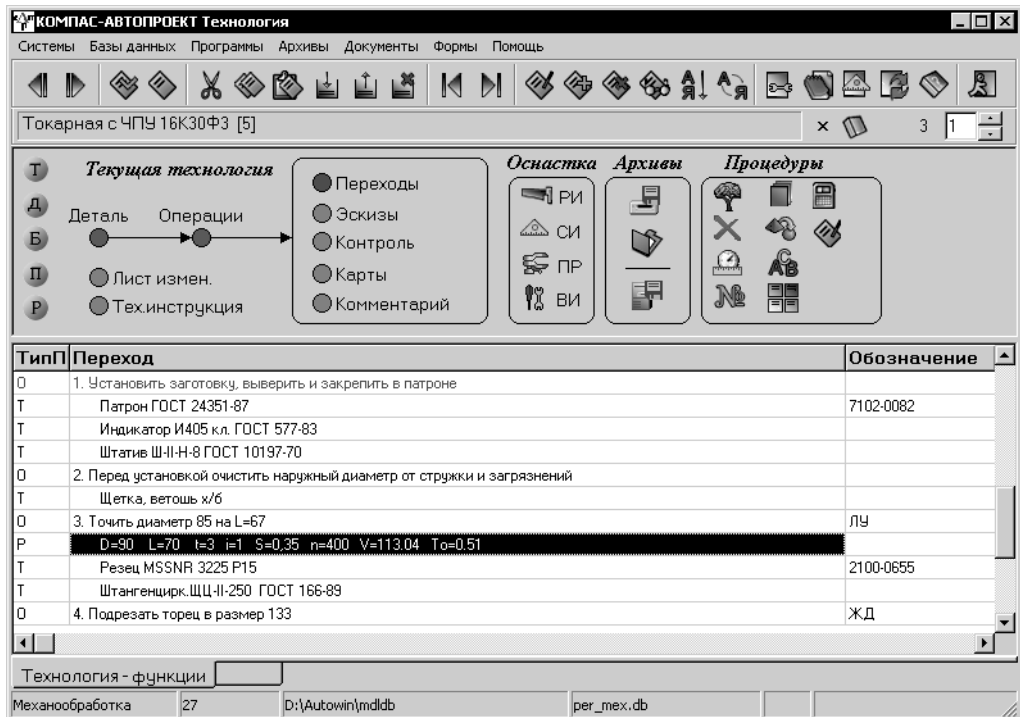 КОМПАС-АВТОПРОЕКТ Технология
Системы Базы данных Программы Архивы Документы Формы Помощь
Токарная с ЧПУ 16К30Ф3 [5] 3 1
Текущая технология Оснастка Архивы Процедуры
Т
Д
Б
П
Р
Деталь Операции
Лист измен.
Тех.инструкция
Переходы
Эскизы
Контроль
Карты
Комментарий
РИ
СИ
ПР
ВИ
ТипП Переход Обозначение
О 1. Установить заготовку, выверить и закрепить в патроне
Т Патрон ГОСТ 24351-87 7102-0082
Т Индикатор И405 кл. ГОСТ 577-83
Т Штатив Ш-II-Н-8 ГОСТ 10197-70
О 2. Перед установкой очистить наружный диаметр от стружки и загрязнений
Т Щетка, ветошь х/б
О 3. Точить диаметр 85 на L=67 ЛУ
Р D=90 L=70 t=3 i=1 S=0,35 n=400 V=113.04 To=0.51
Т Резец MSSNR 3225 Р15 2100-0655
Т Штангенцирк.ШЦ-II-250 ГОСТ 166-89
О 4. Подрезать торец в размер 133 ЖД
Технология - функции
Механообработка 27 D:\Autowin\mdldb per_mex.db